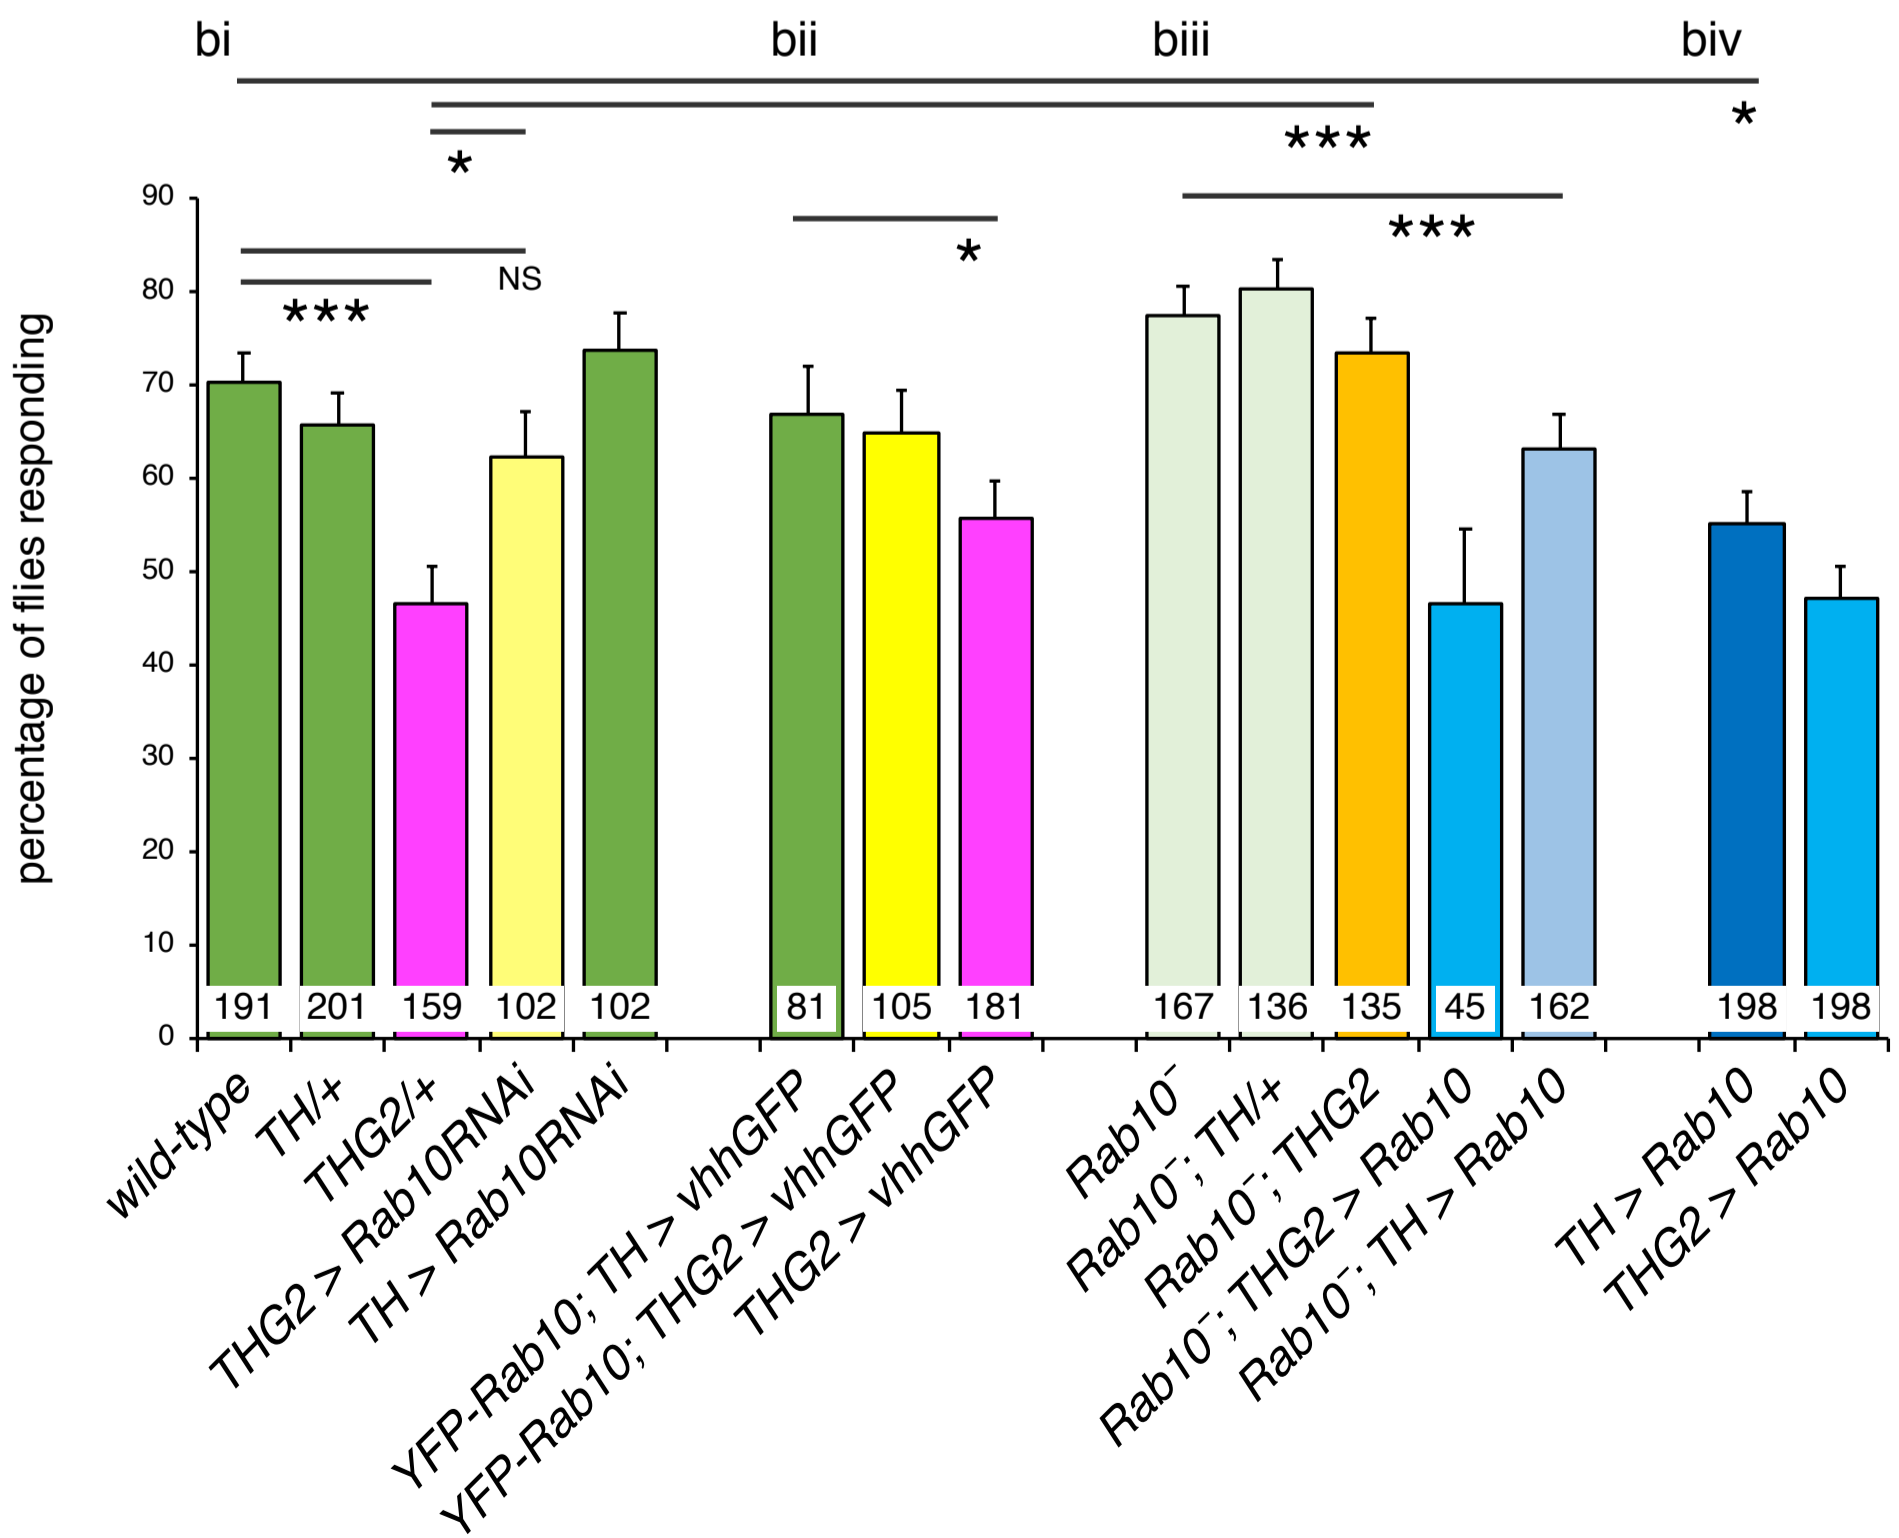 bi bii biii biv
*
***
*
***
*
NS
***
percentage of flies responding
90
80
70
60
50
40
30
20
10
0
191 201 159 102 102 81 105 181 167 136 135 45 162 198 198
wild-type
TH/+
THG2/+
THG2 > Rab10RNAi
TH > Rab10RNAi
YFP-Rab10; TH > vhhGFP
YFP-Rab10; THG2 > vhhGFP
THG2 > vhhGFP
Rab10⁻
Rab10⁻; TH/+
Rab10⁻; THG2
Rab10⁻; THG2 > Rab10
Rab10⁻; TH > Rab10
TH > Rab10
THG2 > Rab10